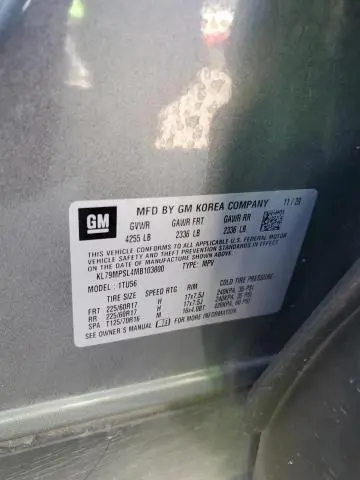 GM
MFD BY GM KOREA COMPANY 11/20
GVWR GAWR FRT GAWR RR
4255 LB 2336 LB 2336 LB
THIS VEHICLE CONFORMS TO ALL APPLICABLE U.S. FEDERAL MOTOR
VEHICLE SAFETY AND THEFT PREVENTION STANDARDS IN EFFECT ON
THE DATE OF MANUFACTURE SHOWN ABOVE.
KL79MPSL4MB103690 TYPE: MPV
MODEL: 1TU56
SPEED RTG RIM COLD TIRE PRESSURE
FRT 225/60R17 H 17x7.5J 240KPA, 35 PSI
RR 225/60R17 H 17x7.5J 240KPA, 35 PSI
SPA T125/70R16 M 16x4.0BT 420KPA, 60 PSI
SEE OWNER'S MANUAL FOR MORE INFORMATION